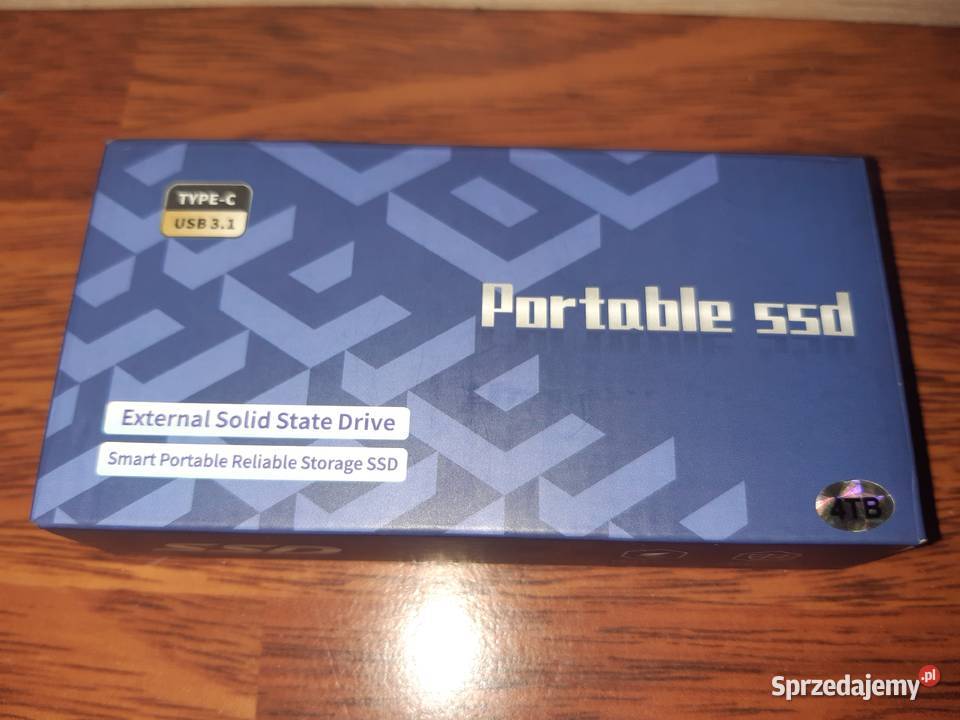 TYPE-C
USB 3.1
Portable ssd
External Solid State Drive
Smart Portable Reliable Storage SSD
4TB
SSD
Sprzedajemy.pl